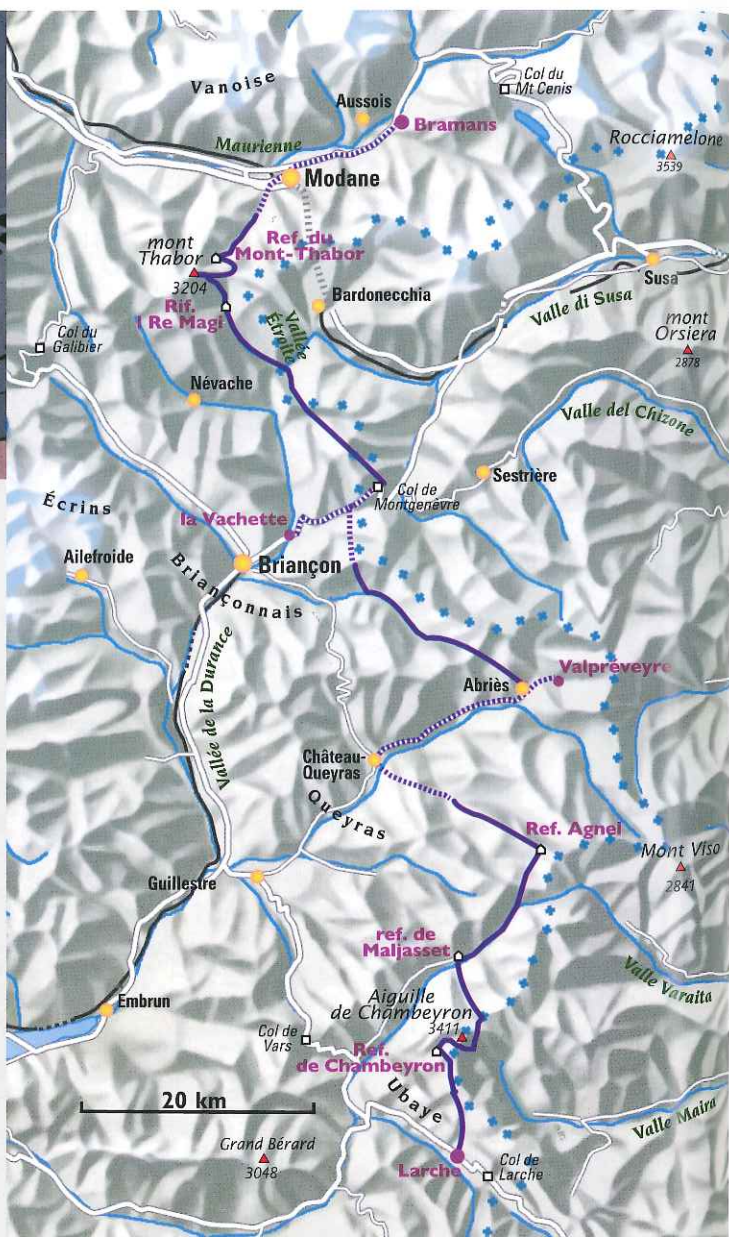 Vanoise
Col du
Mt Cenis
Aussois
Bramans
Maurienne
Rocciamelone
3539
Modane
mont
Thabor
3204
Ref. du
Mont-Thabor
Susa
Rif.
I Re Magi
Bardonecchia
Vallée
Étroite
Valle di Susa
mont
Orsiera
2878
Col du
Galibier
Névache
Valle del Chizone
Sestrière
Col de
Montgenèvre
Écrins
la Vachette
Ailefroide
Briançon
Briançonnais
Valpréveyre
Abriès
Vallée de la Durance
Château-
Queyras
Queyras
Ref. Agnel
Mont Viso
2841
Guillestre
ref. de
Maljasset
Valle Varaita
Aiguille
de Chambeyron
3411
Embrun
Col de
Vars
Ref.
de Chambeyron
Ubaye
20 km
Valle Maira
Grand Bérard
3048
Larche
Col de
Larche